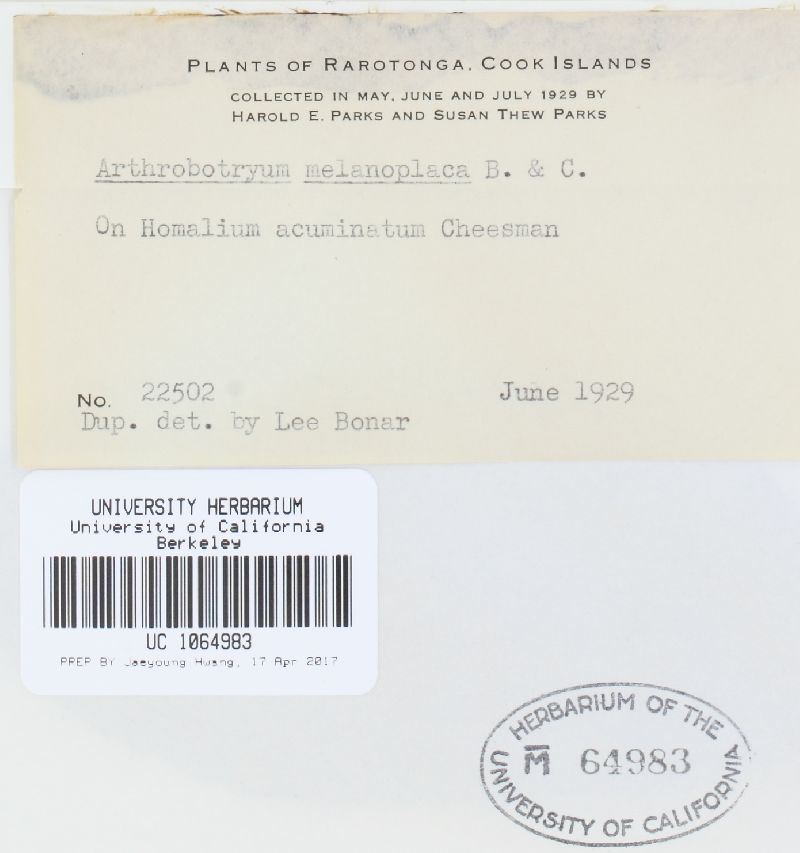 PLANTS OF RAROTONGA, COOK ISLANDS
COLLECTED IN MAY, JUNE AND JULY 1929 BY
HAROLD E. PARKS AND SUSAN THEW PARKS
Arthrobotryum melanoplaca B. & C.
On Homalium acuminatum Cheesman
No. 22502 June 1929
Dup. det. by Lee Bonar
UNIVERSITY HERBARIUM
University of California
Berkeley
UC 1064983
PREP BY Jaeyoung Hwang, 17 Apr 2017
HERBARIUM OF THE
M̅ 64983
UNIVERSITY OF CALIFORNIA